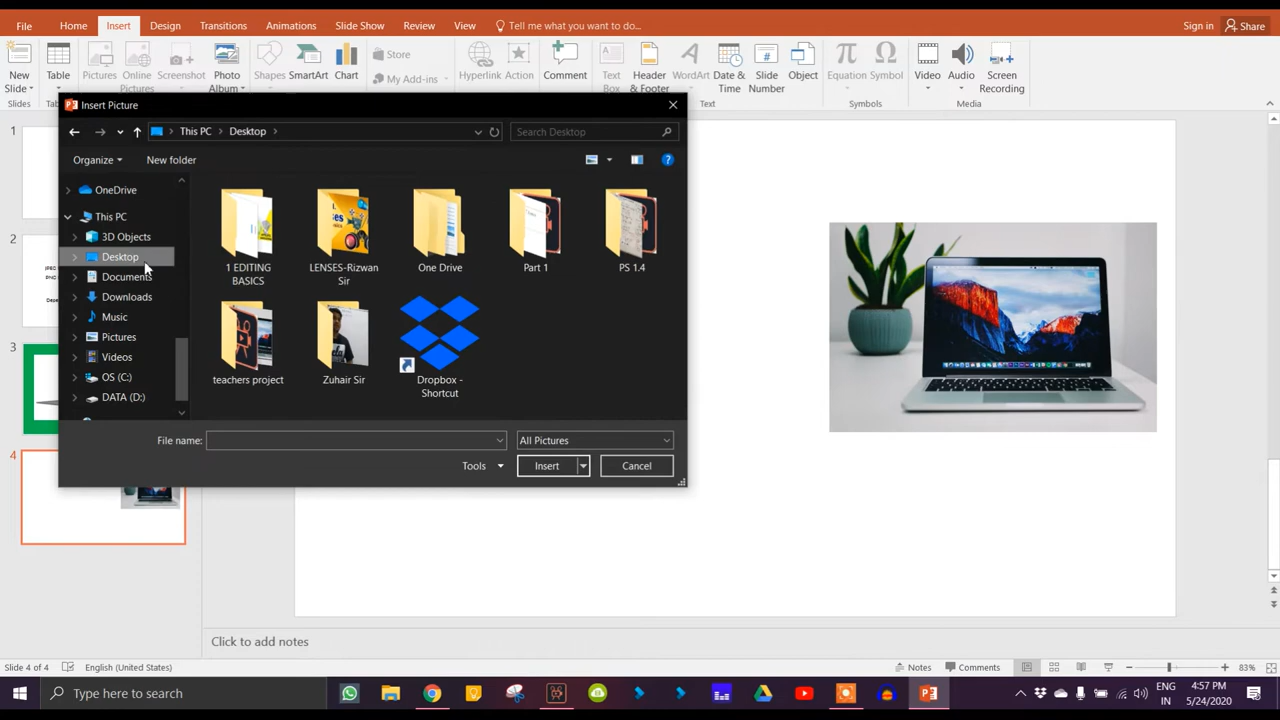 File Home Insert Design Transitions Animations Slide Show Review View Tell me what you want to do... Sign in Share
New Slide Table Pictures Online Pictures Screenshot Photo Album Shapes SmartArt Chart Store My Add-ins Hyperlink Action Comment Text Box Header & Footer WordArt Date & Time Slide Number Object Equation Symbol Video Audio Screen Recording
Slides Text Symbols Media
Insert Picture
This PC Desktop Search Desktop
Organize New folder
OneDrive
This PC
3D Objects
Desktop
Documents
Downloads
Music
Pictures
Videos
OS (C:)
DATA (D:)
1 EDITING BASICS
LENSES-Rizwan Sir
One Drive
Part 1
PS 1.4
teachers project
Zuhair Sir
Dropbox - Shortcut
File name: All Pictures
Tools Insert Cancel
1
2
3
4
Click to add notes
Slide 4 of 4 English (United States) Notes Comments 83%
Type here to search
ENG
IN
4:57 PM
5/24/2020